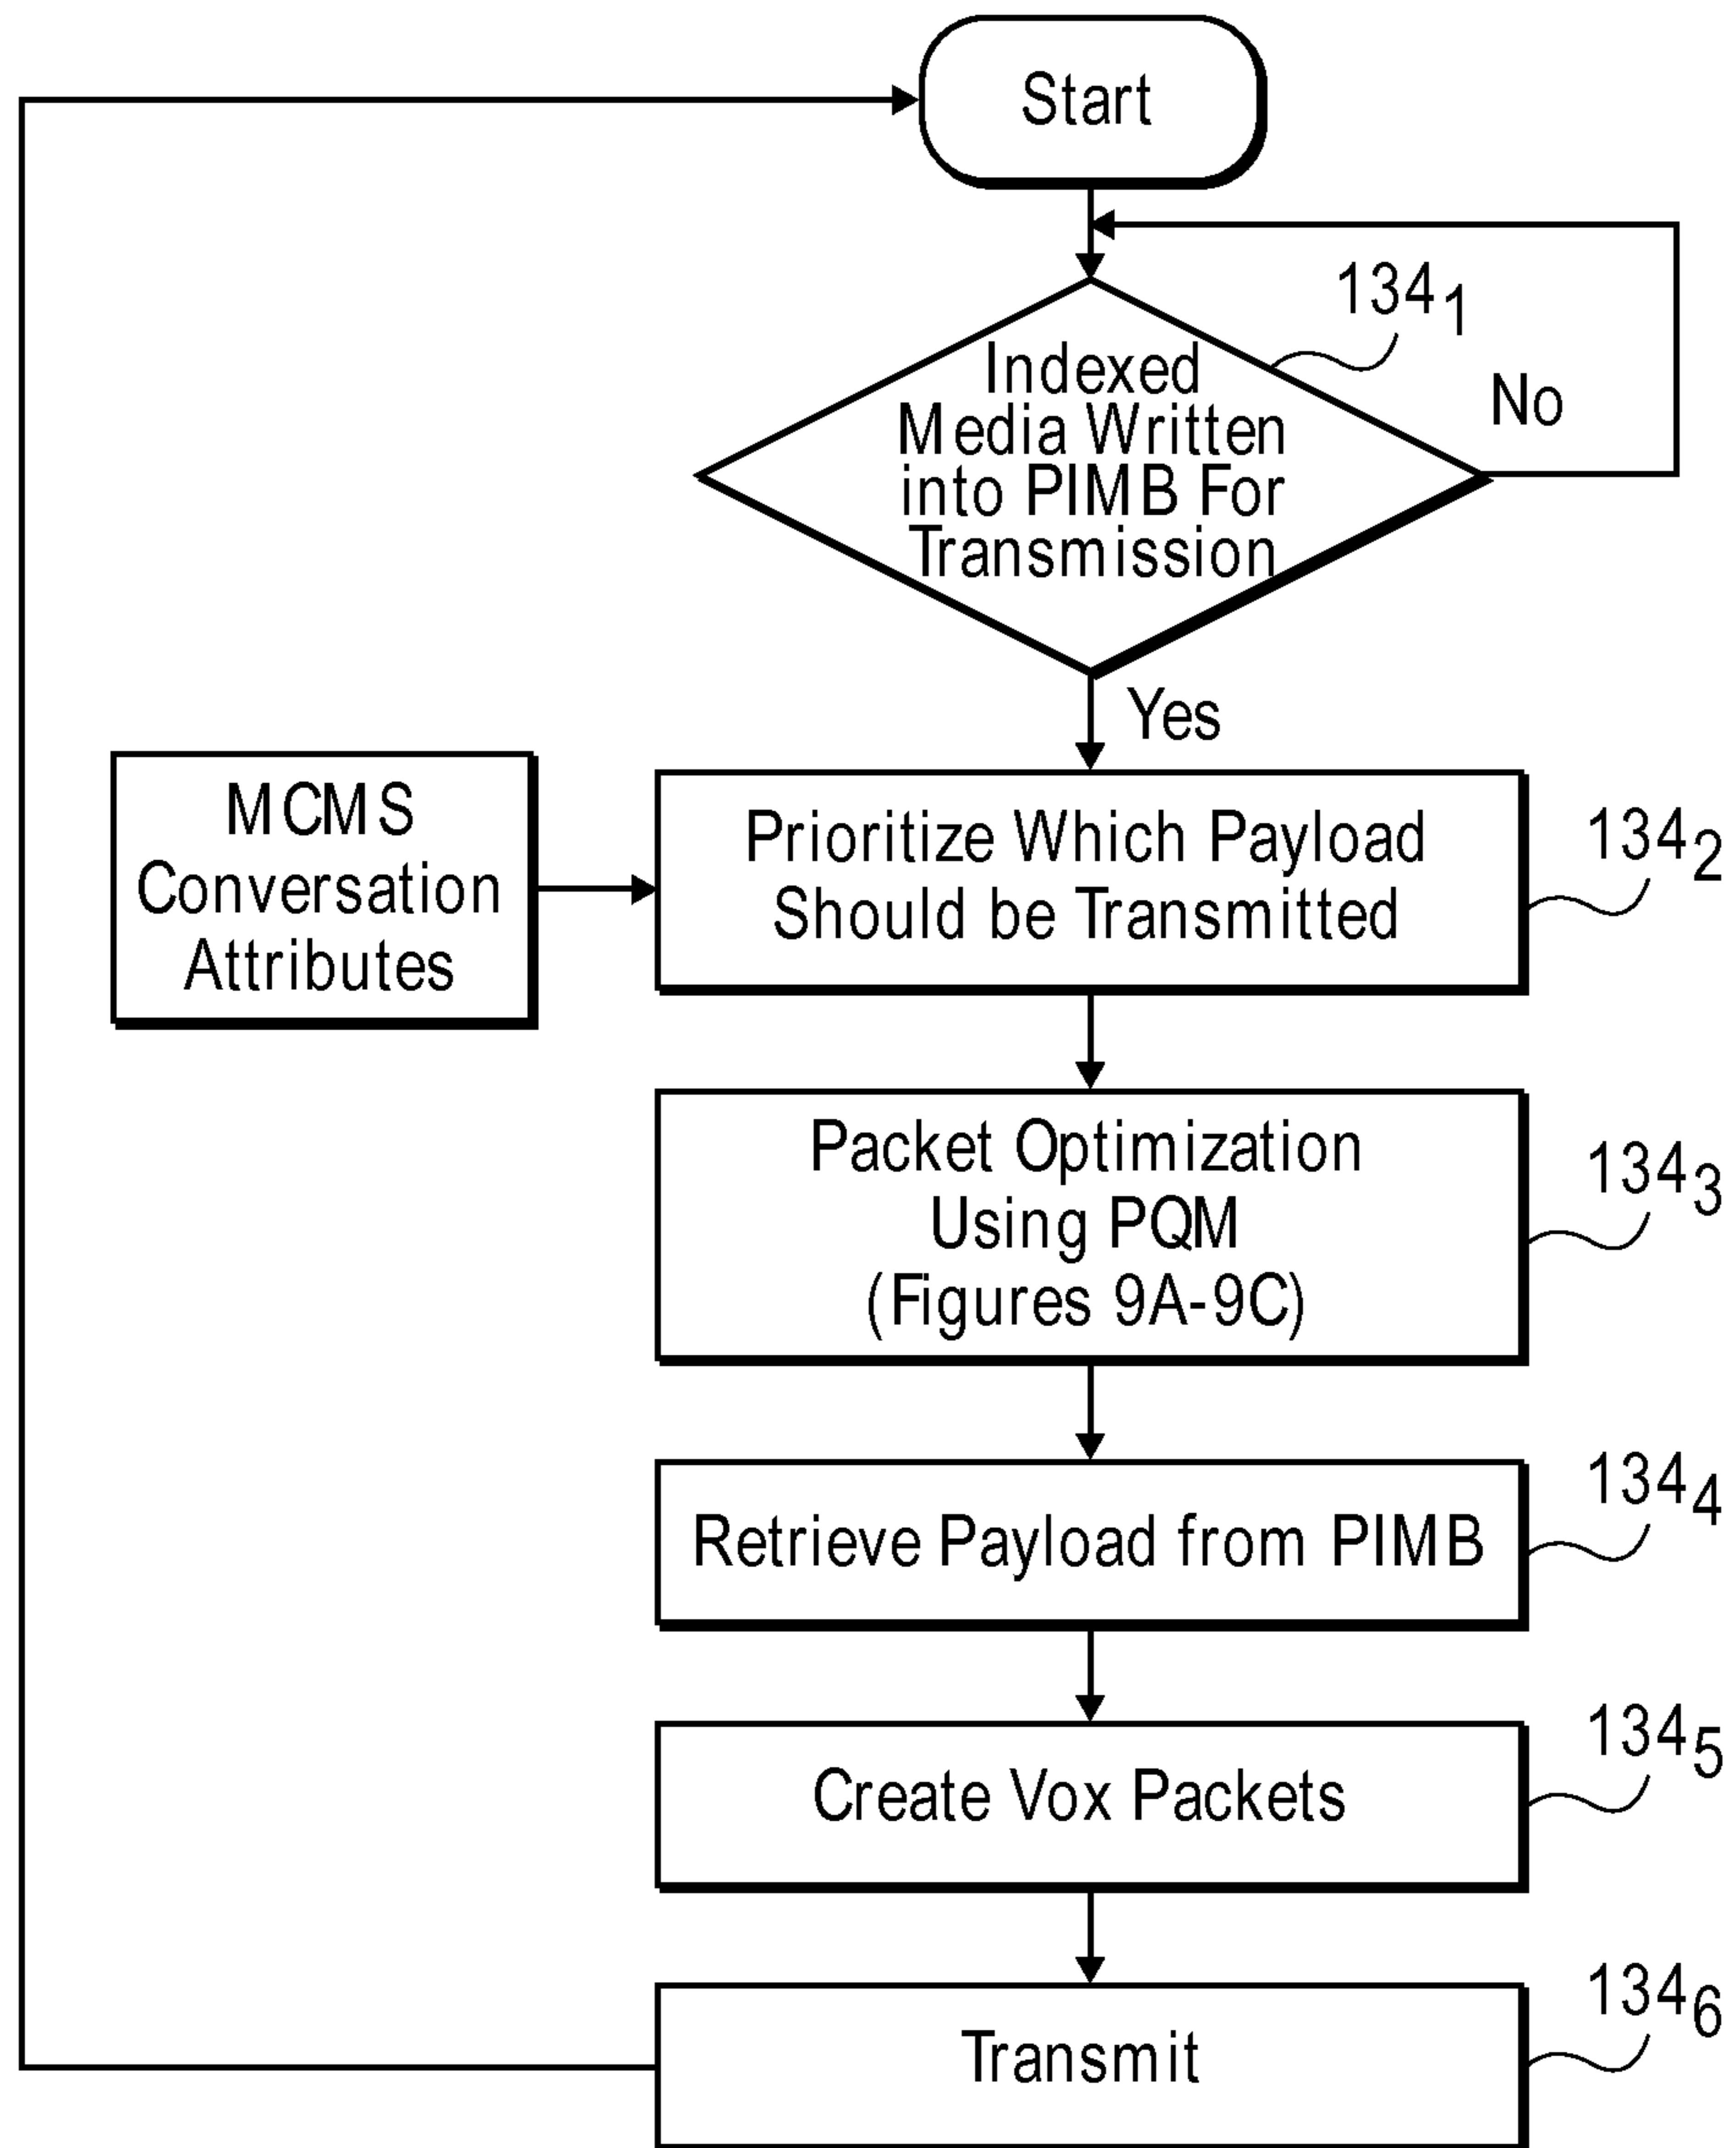 Start
134₁
Indexed
Media Written
into PIMB For
Transmission
No
Yes
MCMS
Conversation
Attributes
Prioritize Which Payload
Should be Transmitted
134₂
Packet Optimization
Using PQM
(Figures 9A-9C)
134₃
Retrieve Payload from PIMB
134₄
Create Vox Packets
134₅
Transmit
134₆